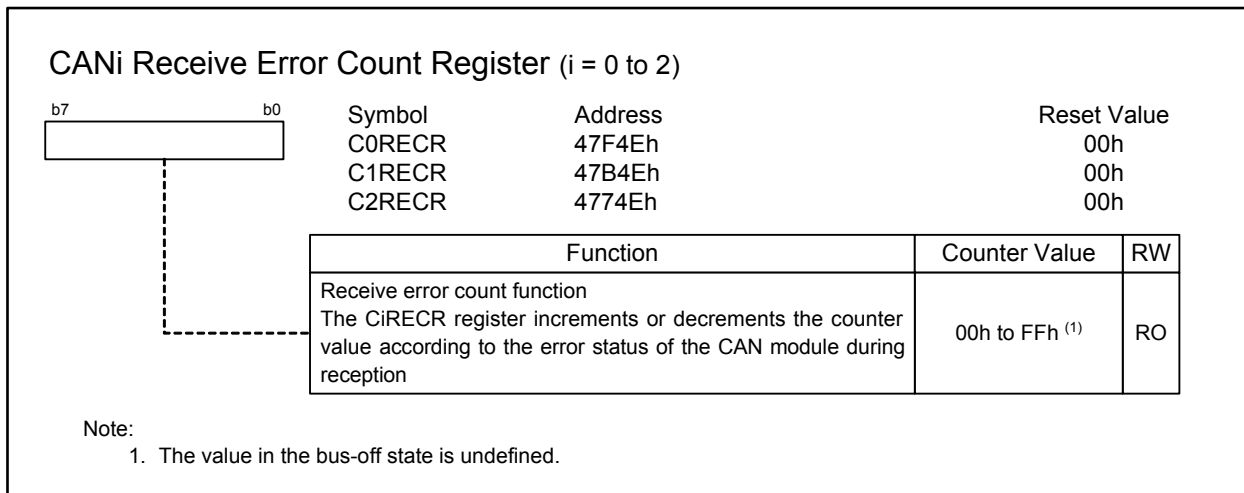 CANi Receive Error Count Register (i = 0 to 2)
b7 b0
Symbol Address Reset Value
C0RECR 47F4Eh 00h
C1RECR 47B4Eh 00h
C2RECR 4774Eh 00h
Function Counter Value RW
Receive error count function
The CiRECR register increments or decrements the counter
value according to the error status of the CAN module during
reception
00h to FFh (1) RO
Note:
1. The value in the bus-off state is undefined.